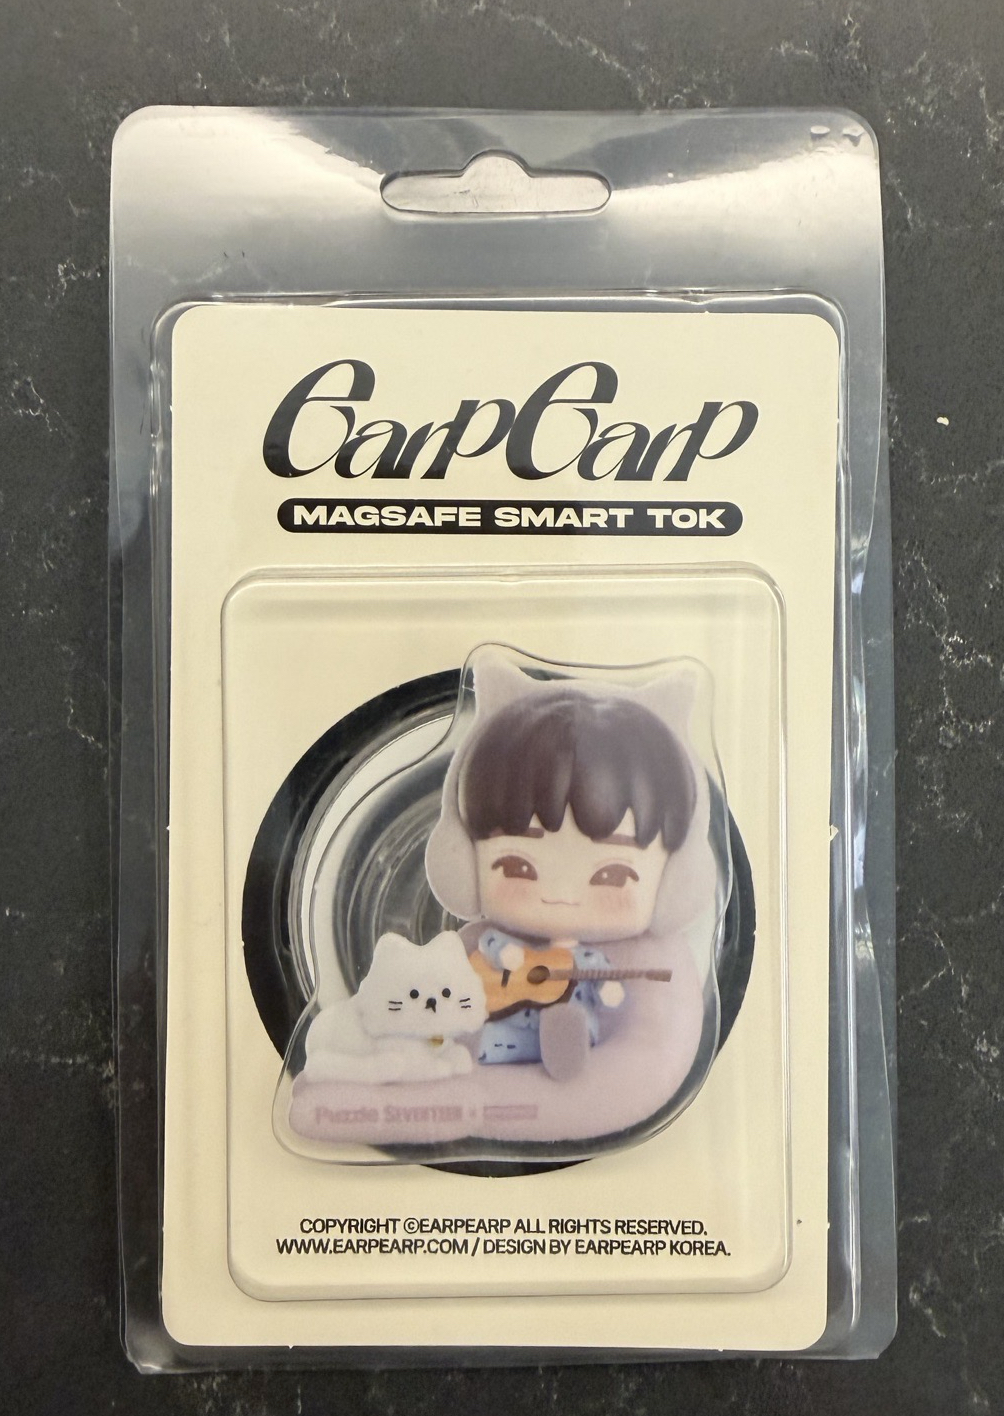 EarpEarp
MAGSAFE SMART TOK
Puzzle SEVENTEEN ×
COPYRIGHT ©EARPEARP ALL RIGHTS RESERVED.
WWW.EARPEARP.COM / DESIGN BY EARPEARP KOREA.